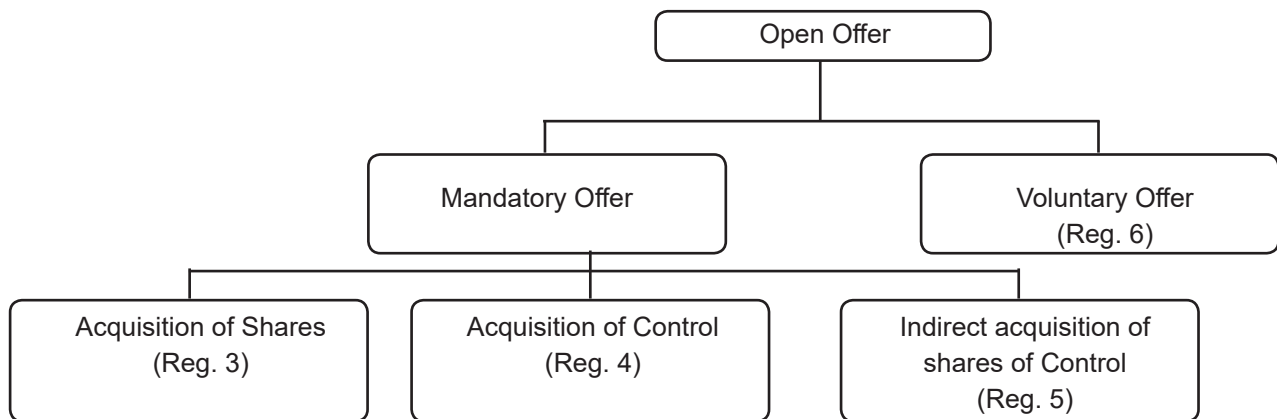 Open Offer
Mandatory Offer
Voluntary Offer
(Reg. 6)
Acquisition of Shares
(Reg. 3)
Acquisition of Control
(Reg. 4)
Indirect acquisition of
shares of Control
(Reg. 5)